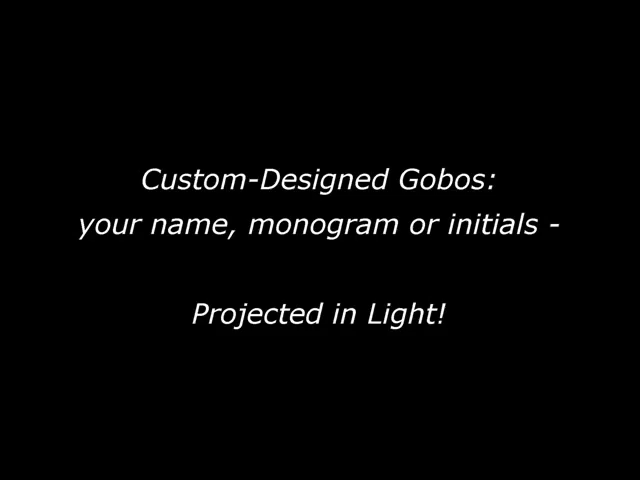 Custom-Designed Gobos:
your name, monogram or initials -
Projected in Light!